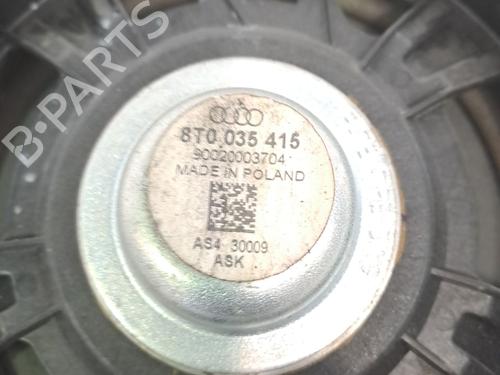 B-PARTS
8T0 035 415
90020003704
MADE IN POLAND
AS4 30009
ASK